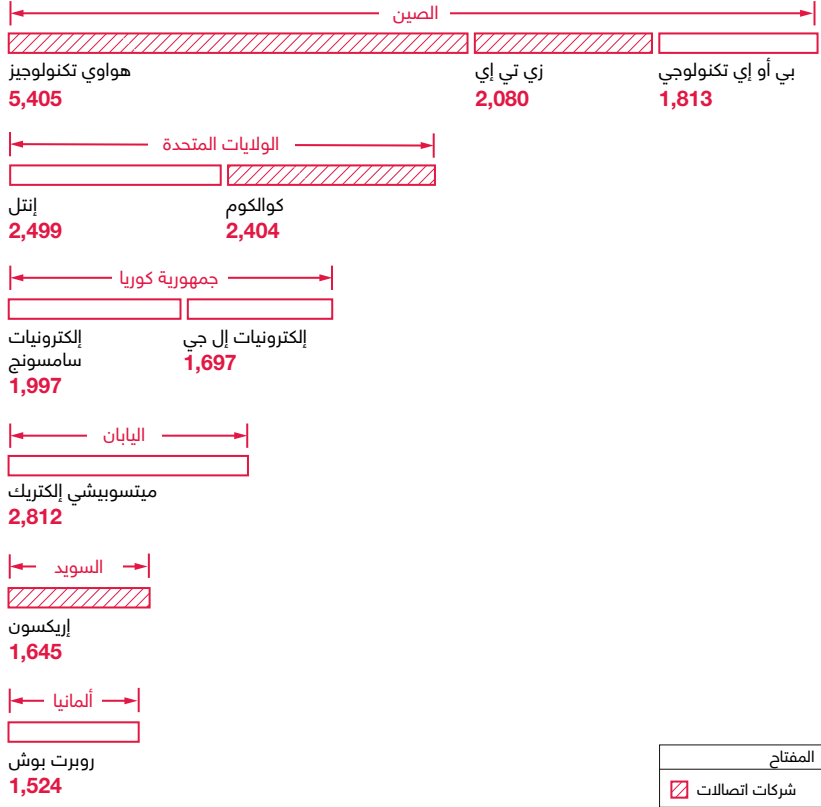 الصين
هواوي تكنولوجيز
5,405
زي تي إي
2,080
بي أو إي تكنولوجي
1,813
الولايات المتحدة
إنتل
2,499
كوالكوم
2,404
جمهورية كوريا
إلكترونيات
سامسونج
1,997
إلكترونيات إل جي
1,697
اليابان
ميتسوبيشي إلكتريك
2,812
السويد
إريكسون
1,645
ألمانيا
روبرت بوش
1,524
المفتاح
شركات اتصالات